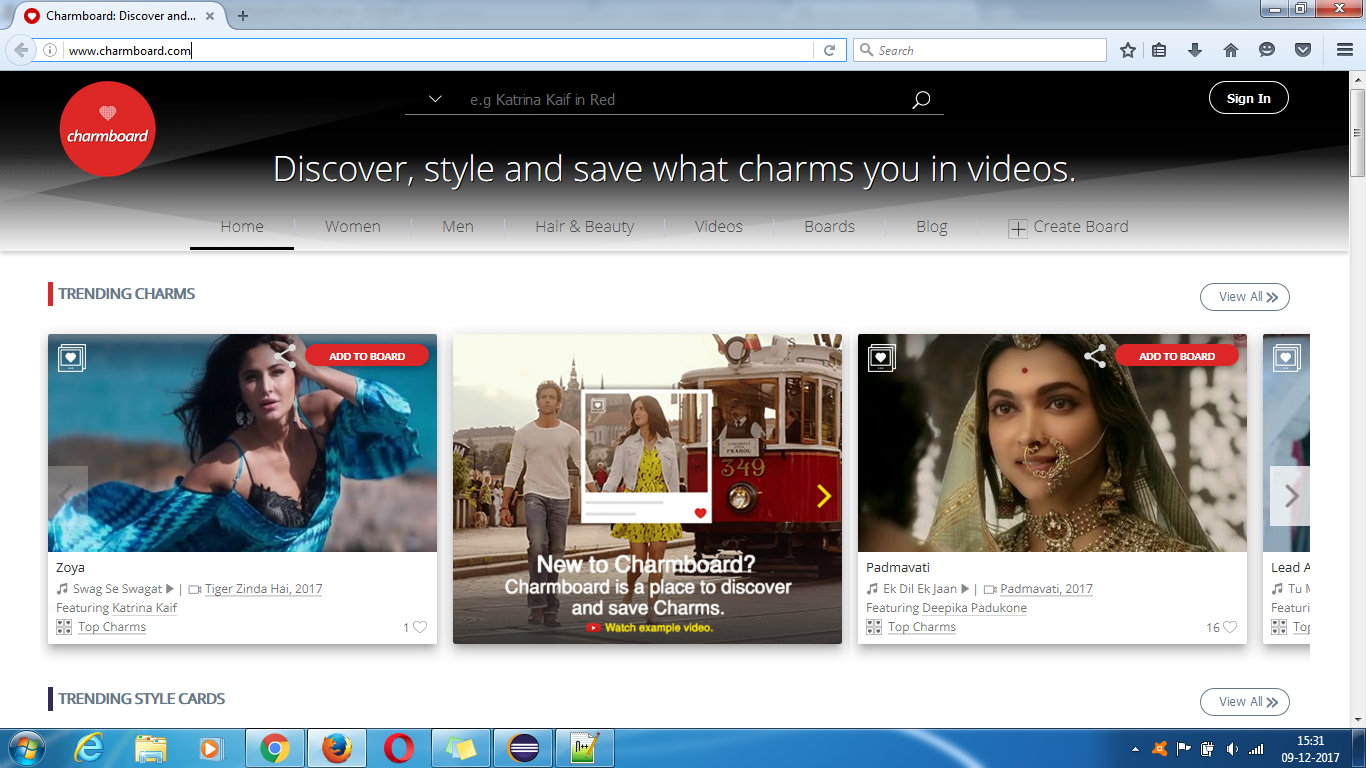 Charmboard: Discover and...
www.charmboard.com
Search
charmboard
e.g Katrina Kaif in Red
Sign In
Discover, style and save what charms you in videos.
Home Women Men Hair & Beauty Videos Boards Blog Create Board
TRENDING CHARMS
View All
ADD TO BOARD
ADD TO BOARD
349
New to Charmboard?
Charmboard is a place to discover
and save Charms.
Watch example video.
Zoya
Swag Se Swagat | Tiger Zinda Hai, 2017
Featuring Katrina Kaif
Top Charms 1
Padmavati
Ek Dil Ek Jaan | Padmavati, 2017
Featuring Deepika Padukone
Top Charms 16
Lead A
Tu M
Featuri
Top
TRENDING STYLE CARDS
View All
15:31
09-12-2017